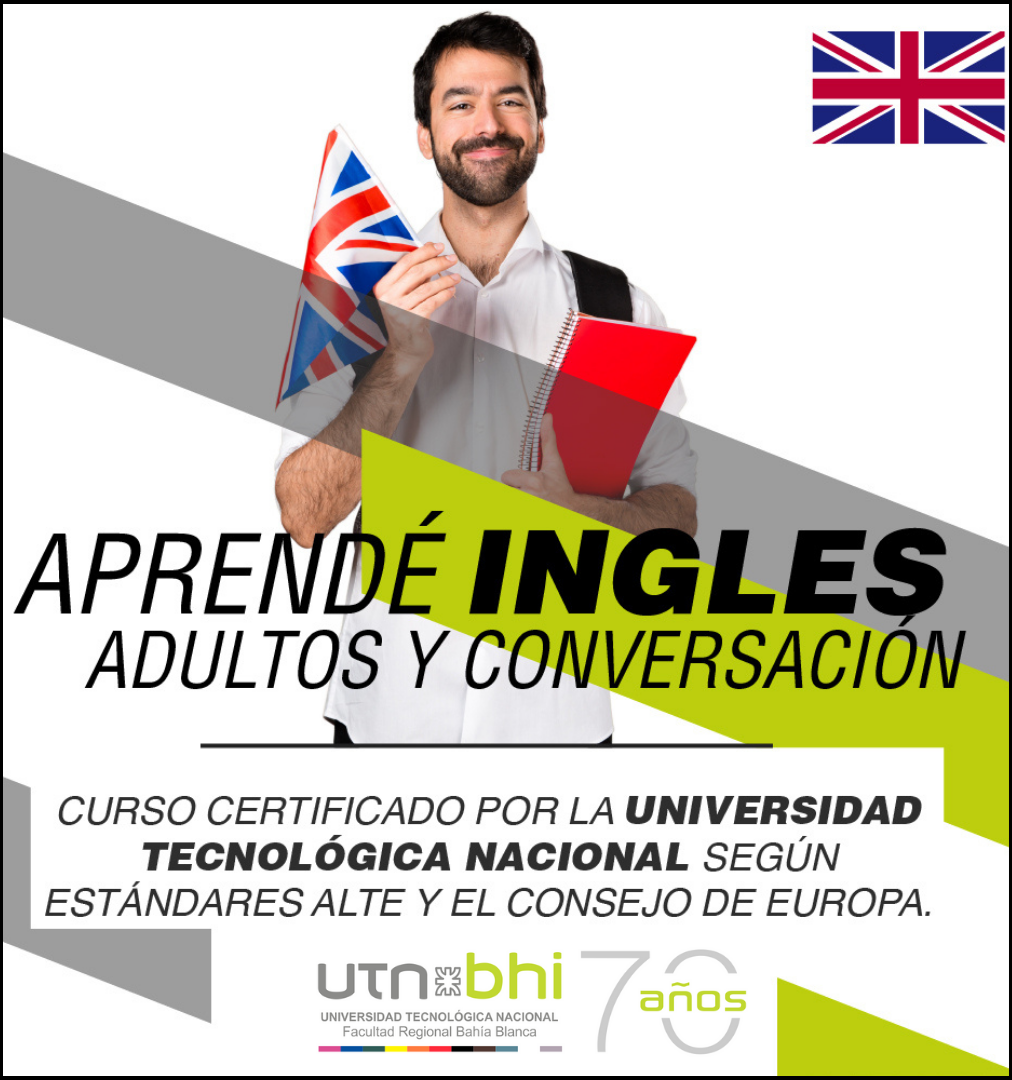 APRENDÉ INGLES
ADULTOS Y CONVERSACIÓN
CURSO CERTIFICADO POR LA UNIVERSIDAD
TECNOLÓGICA NACIONAL SEGÚN
ESTÁNDARES ALTE Y EL CONSEJO DE EUROPA.
utn bhi 70 años
UNIVERSIDAD TECNOLÓGICA NACIONAL
Facultad Regional Bahía Blanca